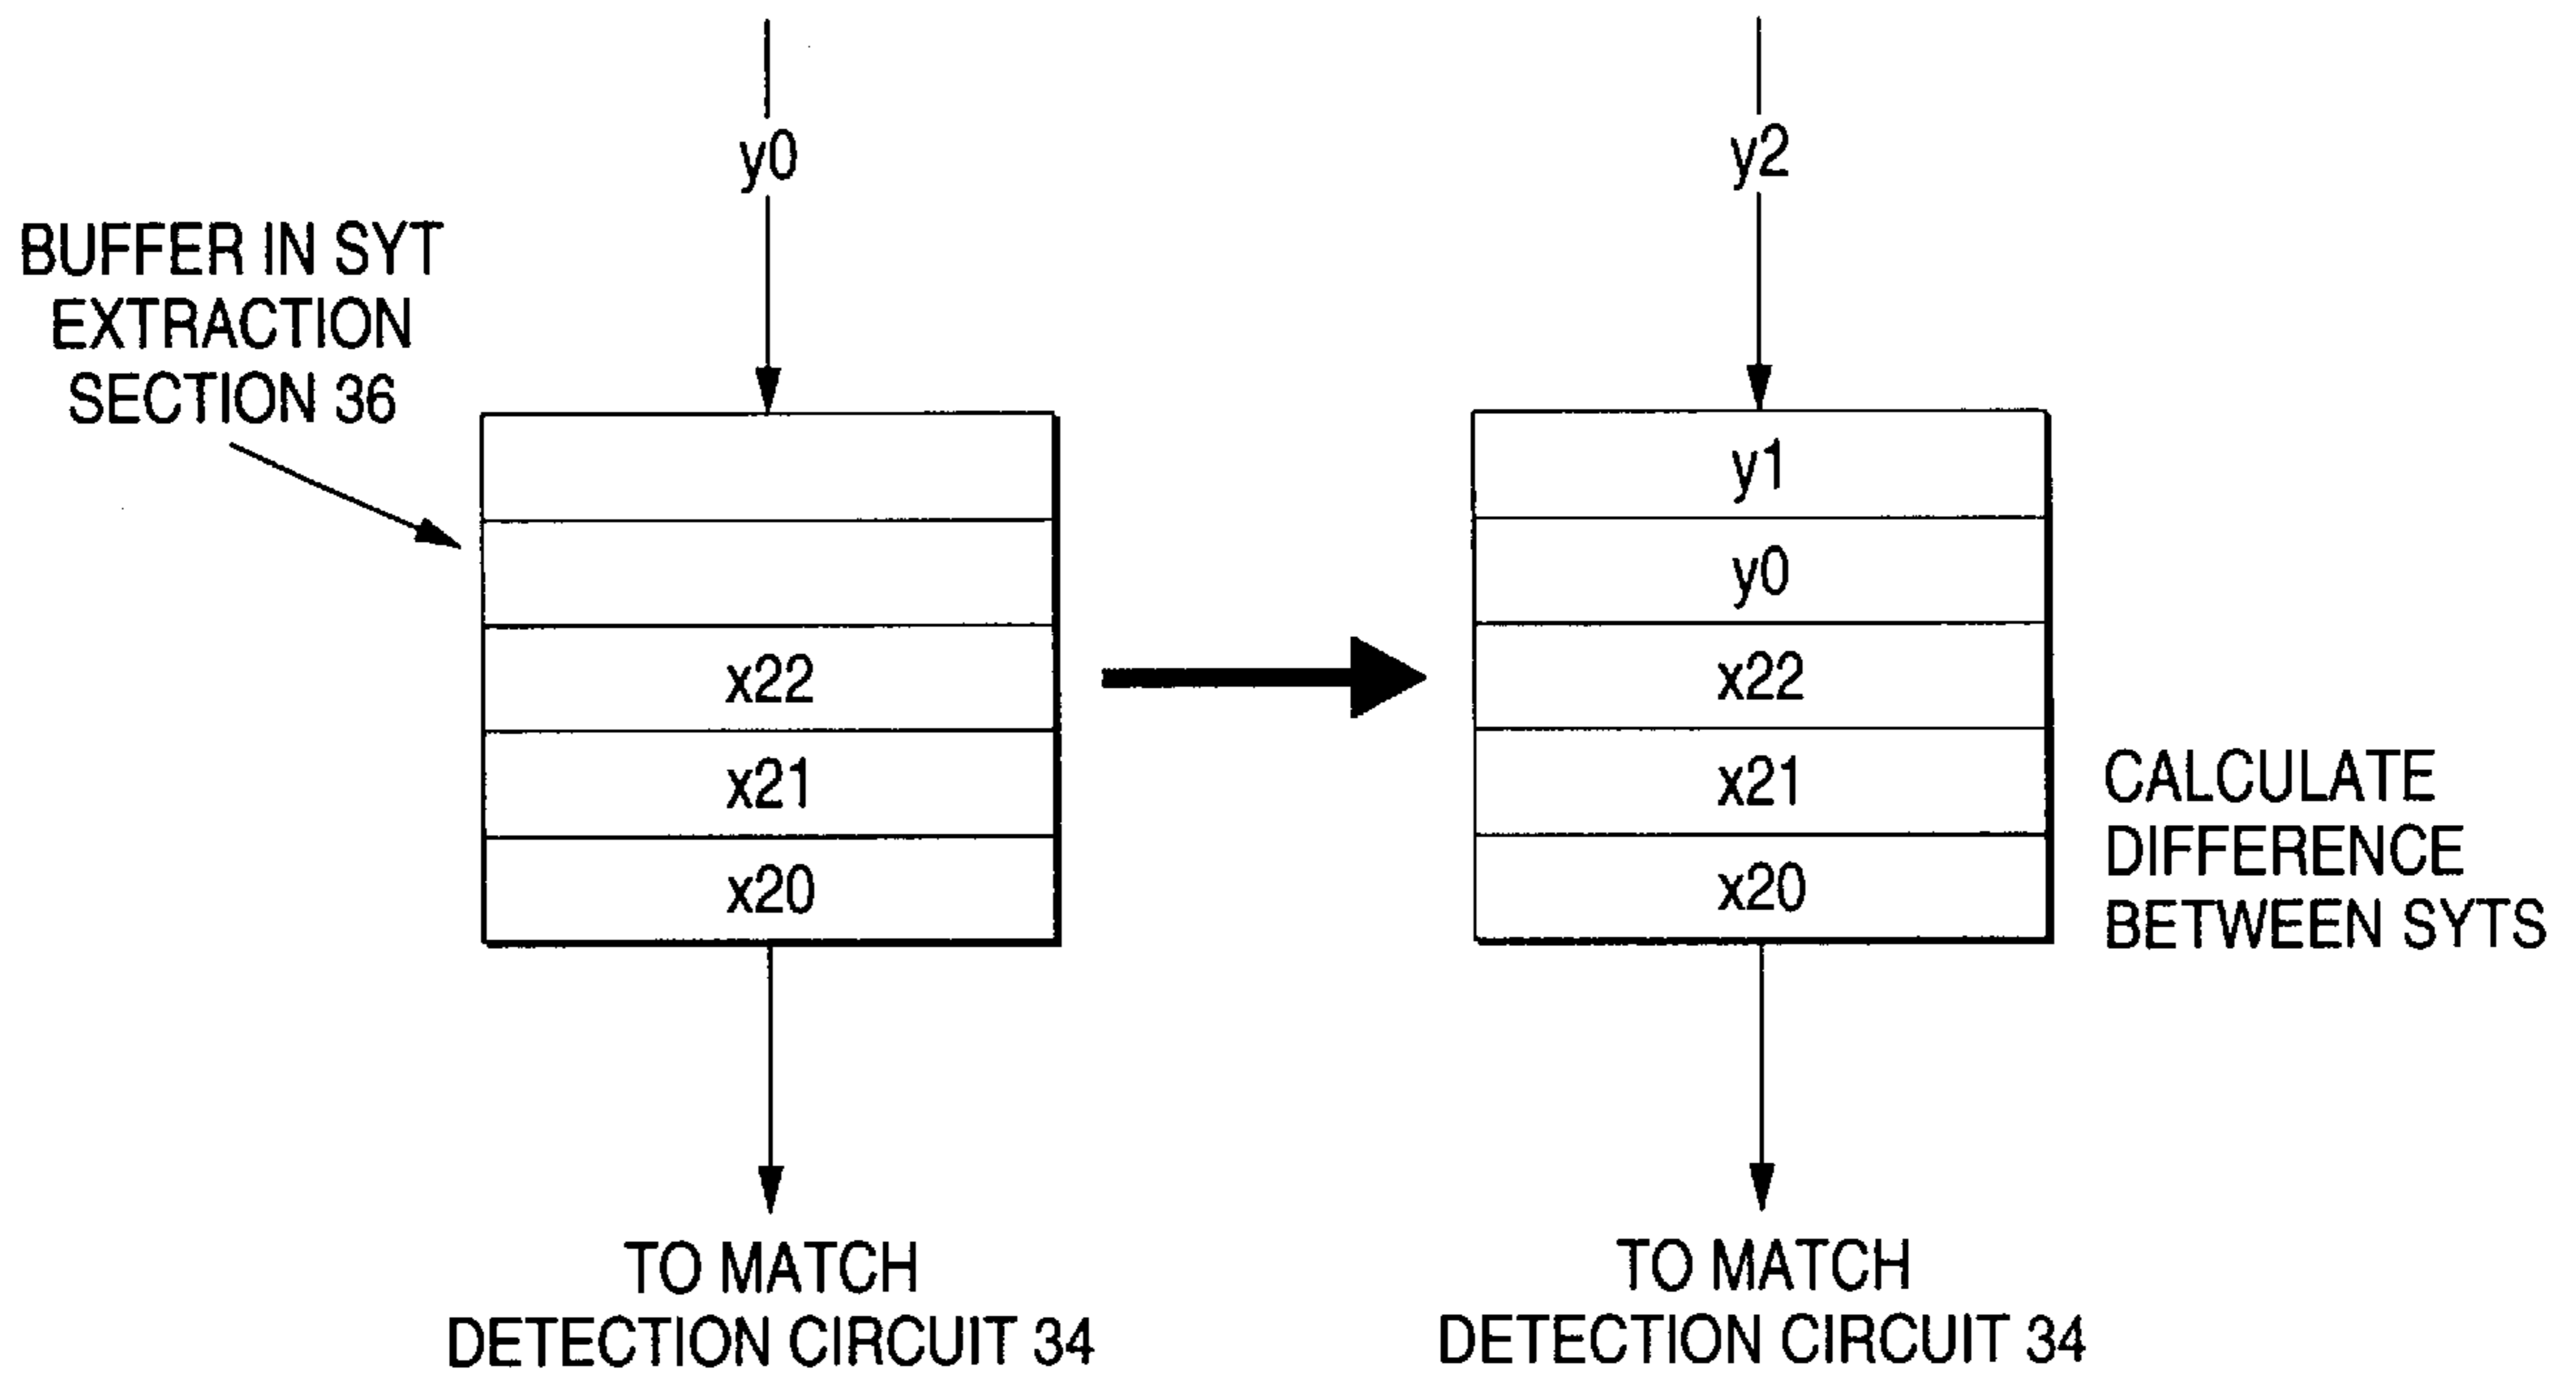 y0
BUFFER IN SYT
EXTRACTION
SECTION 36
x22
x21
x20
TO MATCH
DETECTION CIRCUIT 34
y2
y1
y0
x22
x21
x20
CALCULATE
DIFFERENCE
BETWEEN SYTS
TO MATCH
DETECTION CIRCUIT 34